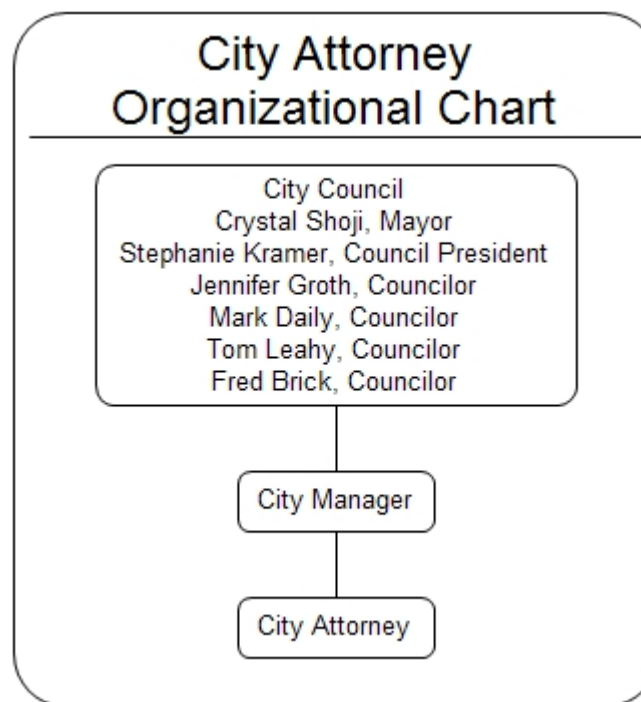 City Attorney
Organizational Chart
City Council
Crystal Shoji, Mayor
Stephanie Kramer, Council President
Jennifer Groth, Councilor
Mark Daily, Councilor
Tom Leahy, Councilor
Fred Brick, Councilor
City Manager
City Attorney